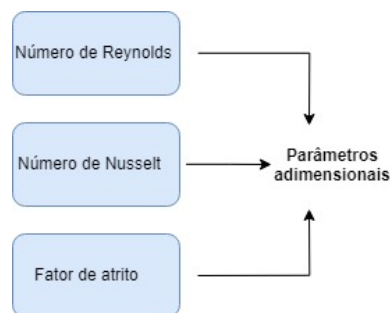 Número de Reynolds
Número de Nusselt
Parâmetros
adimensionais
Fator de atrito